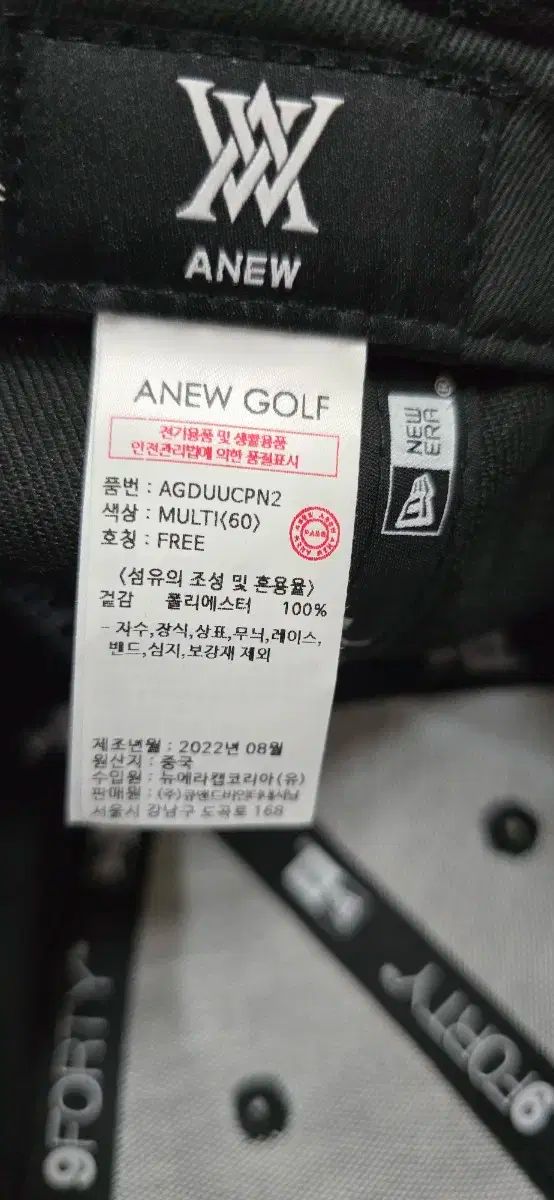 ANEW
ANEW GOLF
전기용품 및 생활용품
안전관리법에 의한 품질표시
품번 : AGDUUCPN2
색상 : MULTI(60)
호칭 : FREE
〈섬유의 조성 및 혼용율〉
겉감 폴리에스터 100%
- 자수,장식,상표,무늬,레이스,
밴드,심지,보강재 제외
제조년월 : 2022년 08월
원산지 : 중국
수입원 : 뉴에라캡코리아(유)
판매원 : (주)
서울시 강남구 도곡로 168
NEW
ERA
®
9FORTY
9FORTY